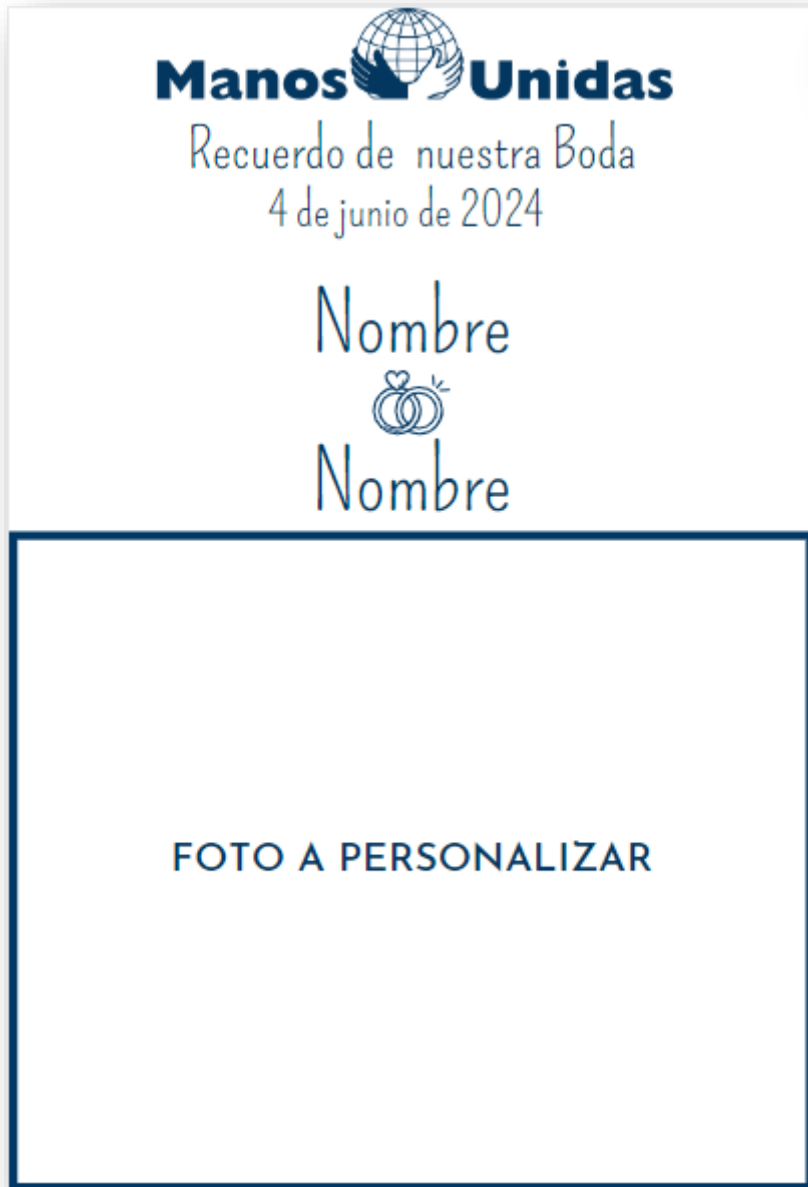 Manos Unidas
Recuerdo de nuestra Boda
4 de junio de 2024
Nombre
Nombre
FOTO A PERSONALIZAR